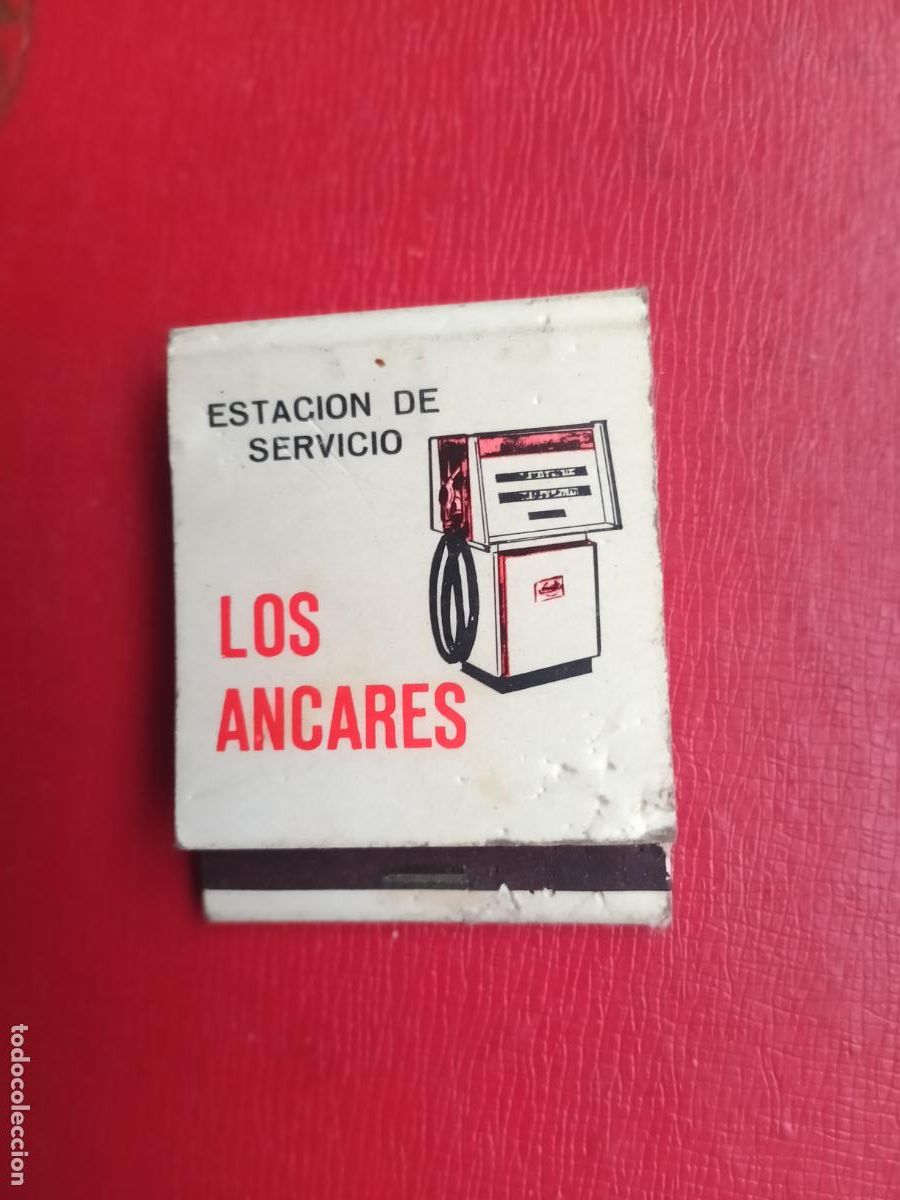 ESTACION DE
SERVICIO
LOS
ANCARES
todocoleccion